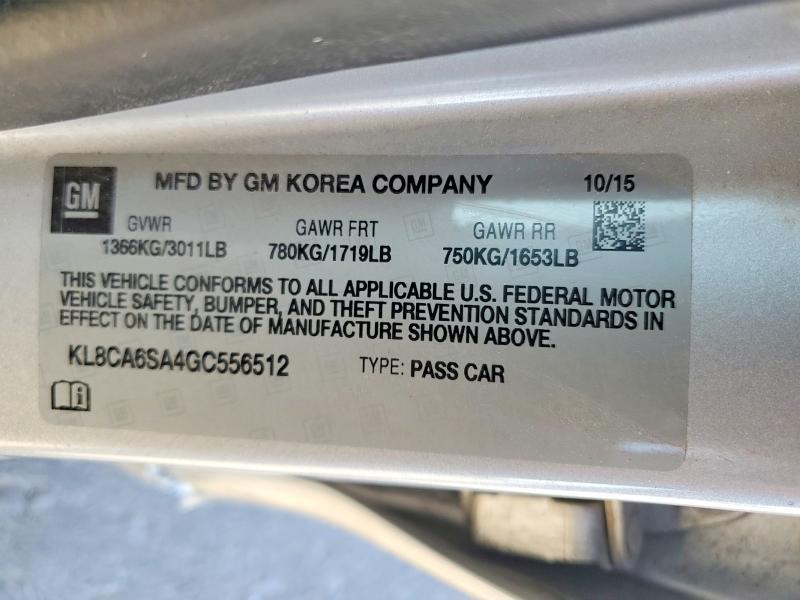 GM MFD BY GM KOREA COMPANY 10/15
GVWR GAWR FRT GAWR RR
1366KG/3011LB 780KG/1719LB 750KG/1653LB
THIS VEHICLE CONFORMS TO ALL APPLICABLE U.S. FEDERAL MOTOR
VEHICLE SAFETY, BUMPER, AND THEFT PREVENTION STANDARDS IN
EFFECT ON THE DATE OF MANUFACTURE SHOWN ABOVE.
KL8CA6SA4GC556512 TYPE: PASS CAR